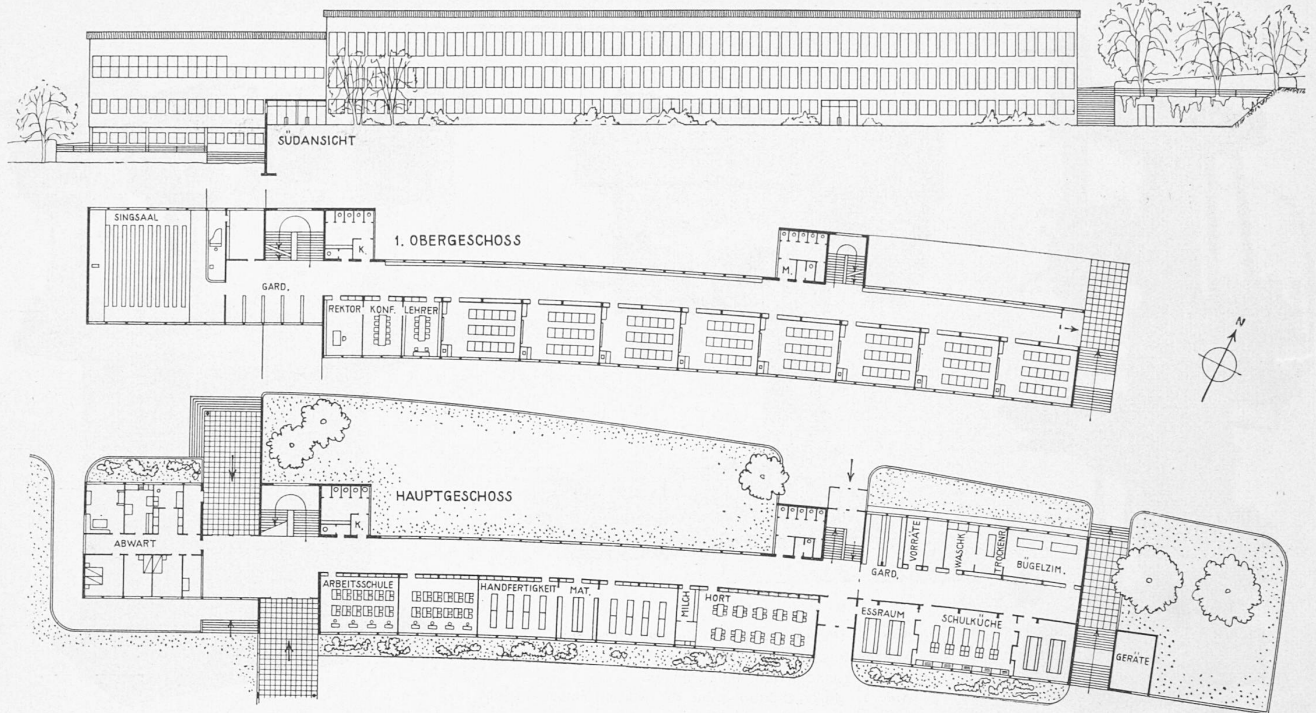 SÜDANSICHT
SINGSAAL
1. OBERGESCHOSS
K.
M.
GARD.
REKTOR
KONF.
LEHRER
N
HAUPTGESCHOSS
K.
ABWART
VORRÄTE
WASCHK.
TROCKENR.
BÜGELZIM.
GARD.
ARBEITSSCHULE
HANDFERTIGKEIT
MAT.
MILCH
HORT
ESSRAUM
SCHULKÜCHE
GERÄTE